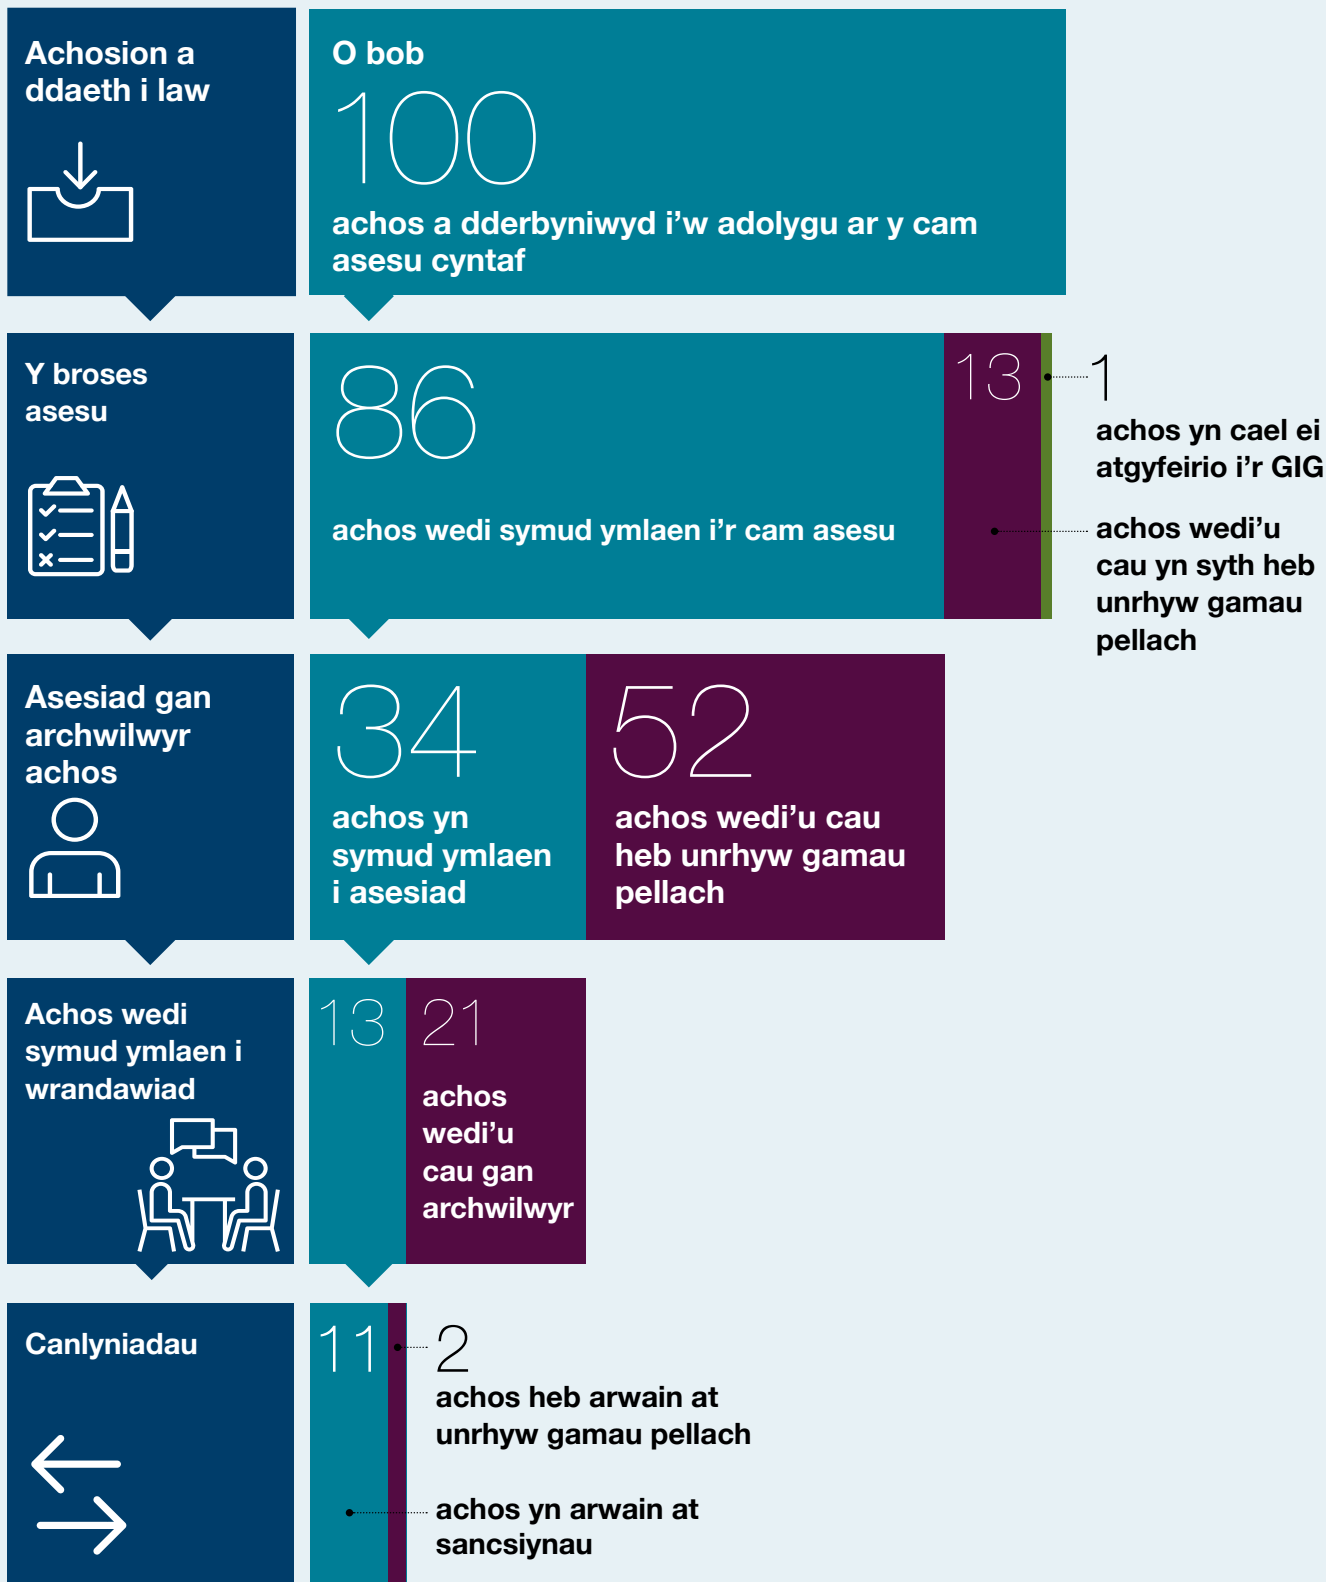 Achosion a
ddaeth i law
O bob
100
achos a dderbyniwyd i’w adolygu ar y cam
asesu cyntaf
Y broses
asesu
86
achos wedi symud ymlaen i’r cam asesu
13
1
achos yn cael ei
atgyfeirio i’r GIG
achos wedi’u
cau yn syth heb
unrhyw gamau
pellach
Asesiad gan
archwilwyr
achos
34
achos yn
symud ymlaen
i asesiad
52
achos wedi’u cau
heb unrhyw gamau
pellach
Achos wedi
symud ymlaen i
wrandawiad
13
21
achos
wedi’u
cau gan
archwilwyr
Canlyniadau
11
2
achos heb arwain at
unrhyw gamau pellach
achos yn arwain at
sancsiynau